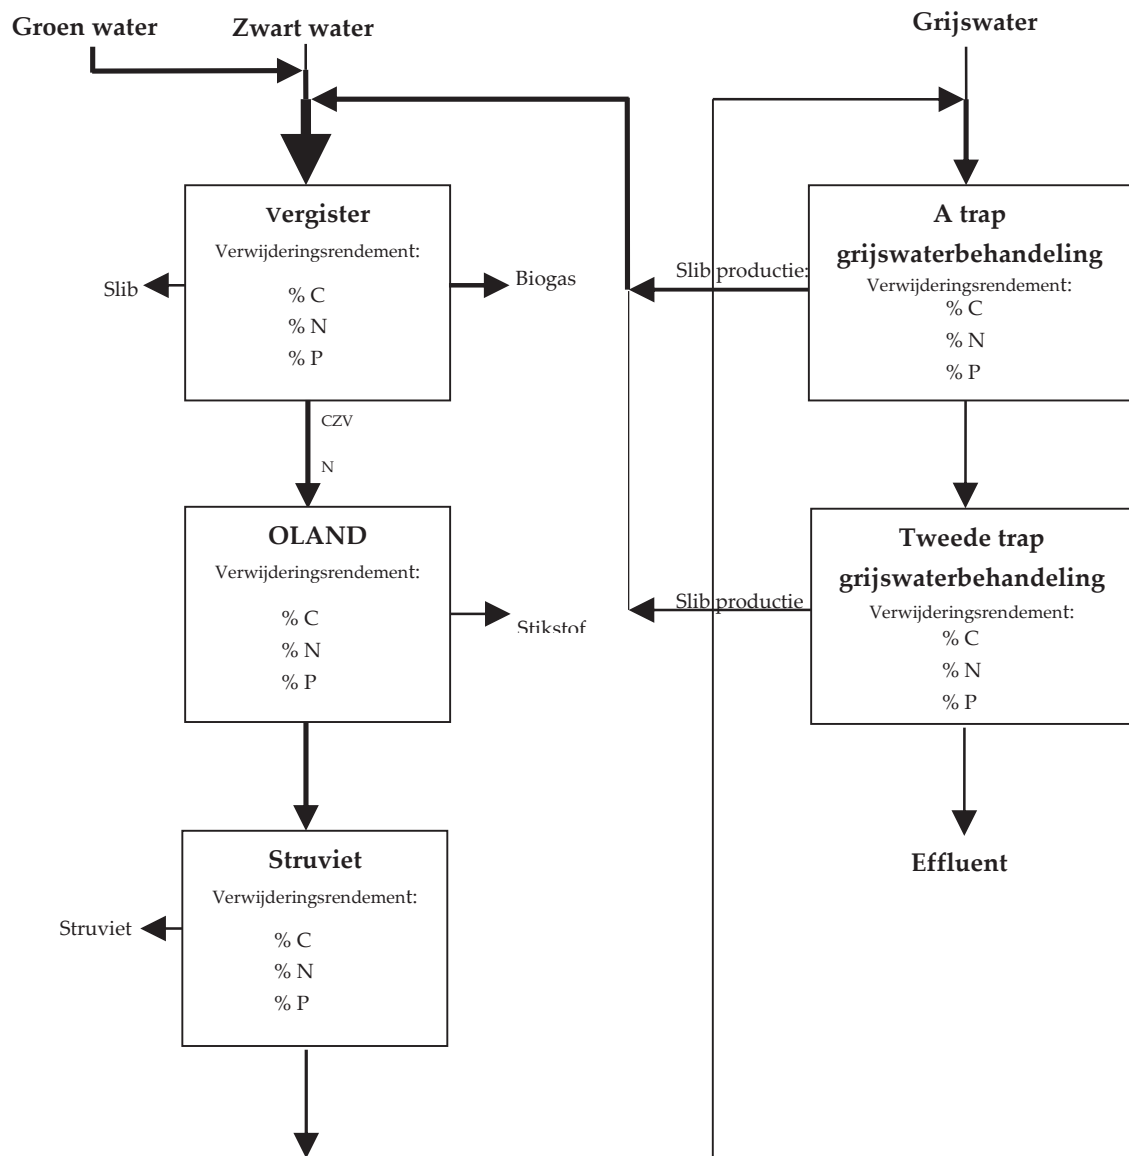 Groen water
Zwart water
Grijswater
Vergister
Verwijderingsrendement:
% C
% N
% P
Slib
Biogas
CZV
N
OLAND
Verwijderingsrendement:
% C
% N
% P
Stikstof
Struviet
Verwijderingsrendement:
% C
% N
% P
Struviet
A trap
grijswaterbehandeling
Verwijderingsrendement:
% C
% N
% P
Slib productie:
Tweede trap
grijswaterbehandeling
Verwijderingsrendement:
% C
% N
% P
Slib productie
Effluent